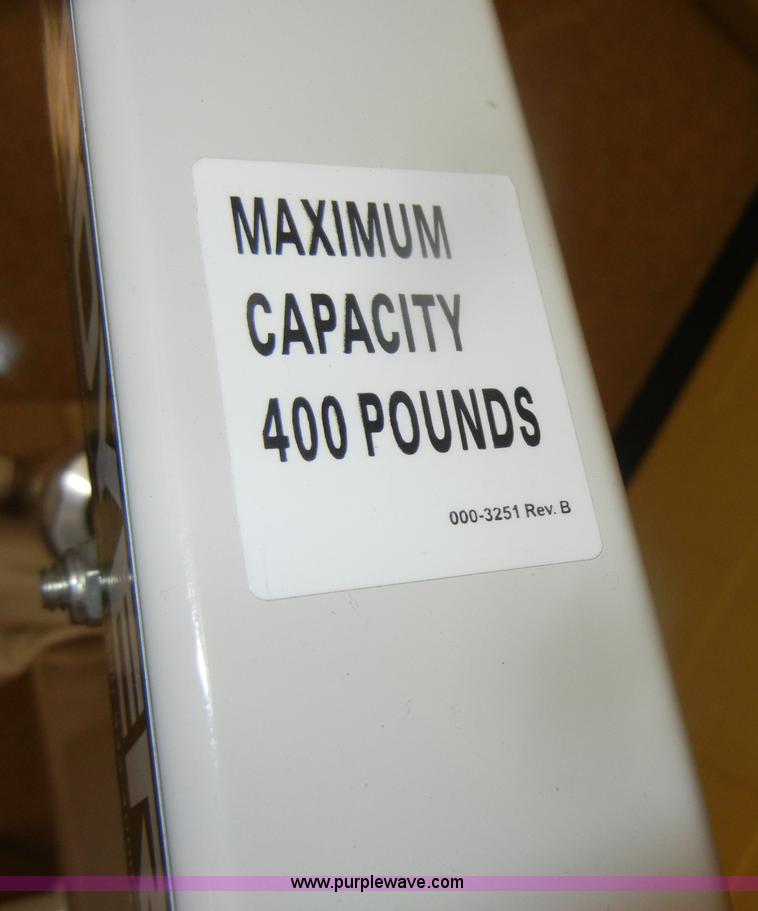 MAXIMUM
CAPACITY
400 POUNDS
000-3251 Rev. B
www.purplewave.com